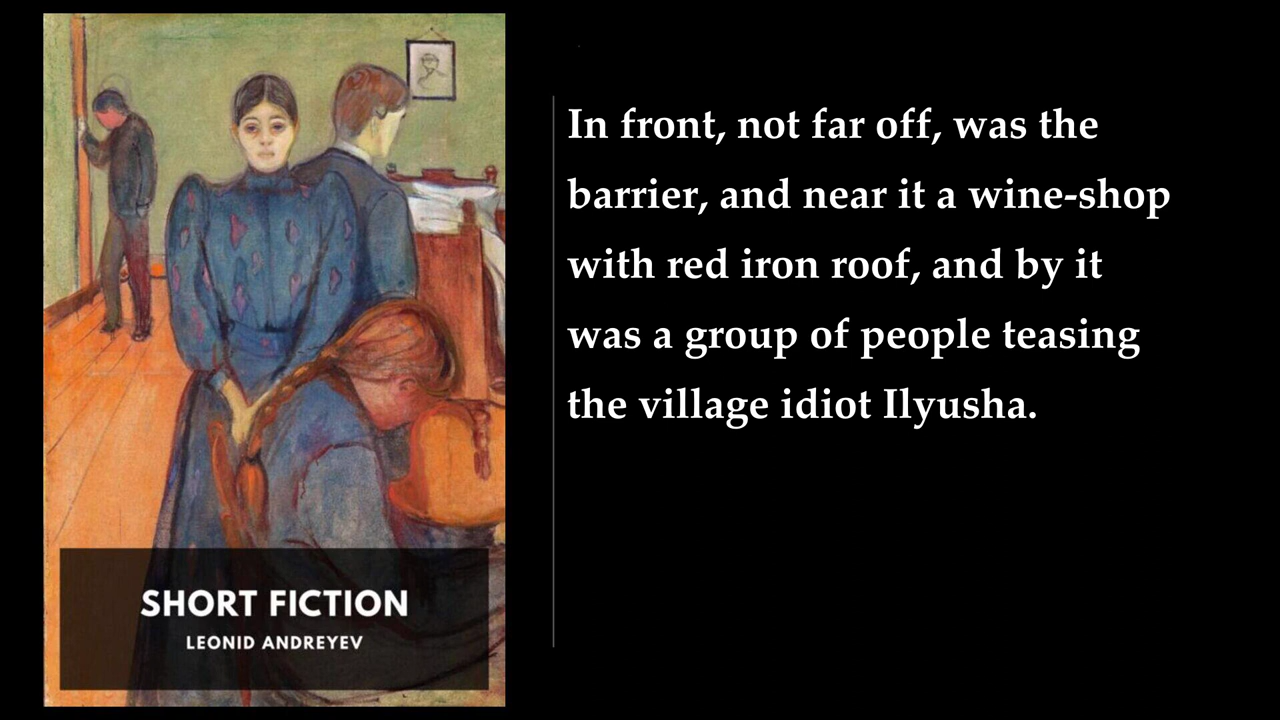 SHORT FICTION
LEONID ANDREYEV
In front, not far off, was the
barrier, and near it a wine-shop
with red iron roof, and by it
was a group of people teasing
the village idiot Ilyusha.